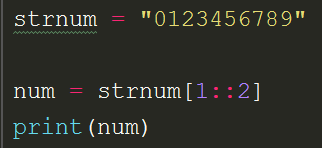 strnum = "0123456789"
num = strnum[1::2]
print(num)